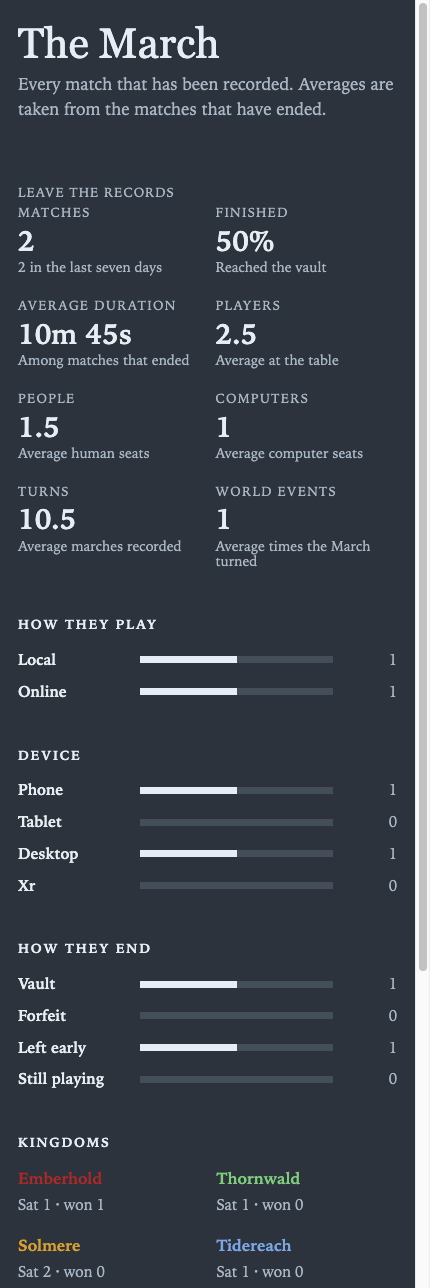 The March
Every match that has been recorded. Averages are
taken from the matches that have ended.
LEAVE THE RECORDS
MATCHES
2
2 in the last seven days
FINISHED
50%
Reached the vault
AVERAGE DURATION
10m 45s
Among matches that ended
PLAYERS
2.5
Average at the table
PEOPLE
1.5
Average human seats
COMPUTERS
1
Average computer seats
TURNS
10.5
Average marches recorded
WORLD EVENTS
1
Average times the March
turned
HOW THEY PLAY
Local 1
Online 1
DEVICE
Phone 1
Tablet 0
Desktop 1
Xr 0
HOW THEY END
Vault 1
Forfeit 0
Left early 1
Still playing 0
KINGDOMS
Emberhold
Sat 1 · won 1
Thornwald
Sat 1 · won 0
Solmere
Sat 2 · won 0
Tidereach
Sat 1 · won 0